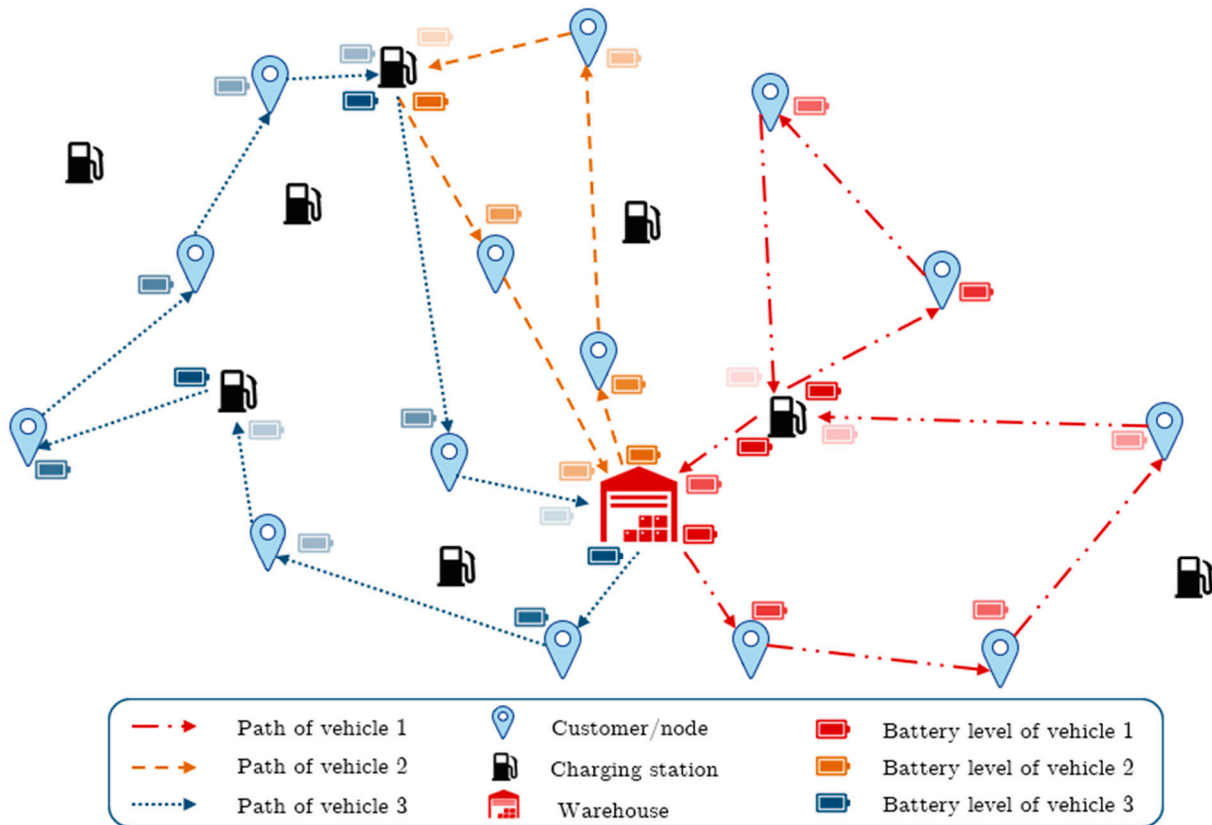 Path of vehicle 1
Customer/node
Battery level of vehicle 1
Path of vehicle 2
Charging station
Battery level of vehicle 2
Path of vehicle 3
Warehouse
Battery level of vehicle 3